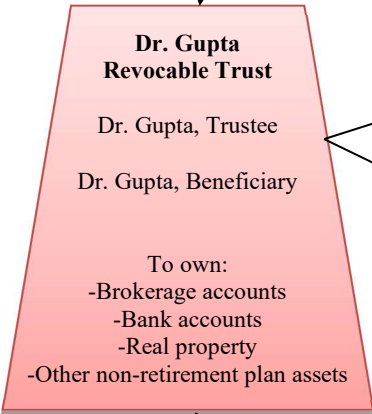 Dr. Gupta
Revocable Trust
Dr. Gupta, Trustee
Dr. Gupta, Beneficiary
To own:
-Brokerage accounts
-Bank accounts
-Real property
-Other non-retirement plan assets